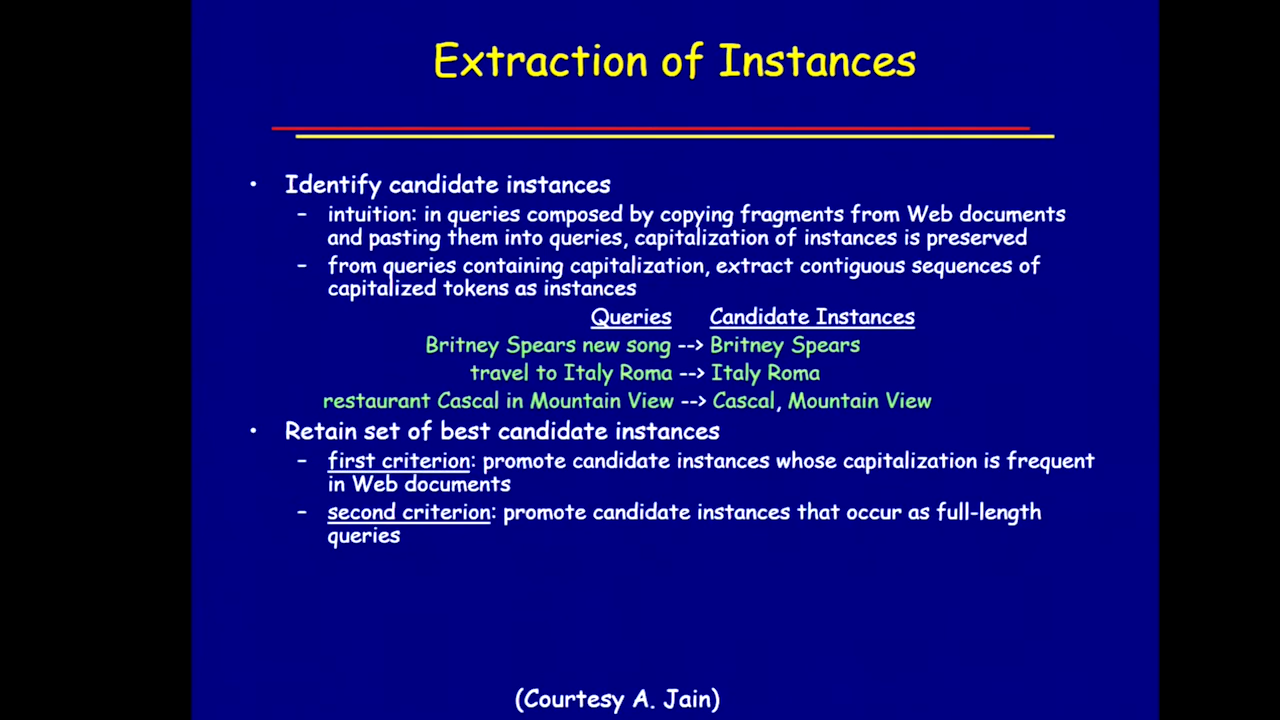 Extraction of Instances
• Identify candidate instances
– intuition: in queries composed by copying fragments from Web documents
and pasting them into queries, capitalization of instances is preserved
– from queries containing capitalization, extract contiguous sequences of
capitalized tokens as instances
Queries Candidate Instances
Britney Spears new song --> Britney Spears
travel to Italy Roma --> Italy Roma
restaurant Cascal in Mountain View --> Cascal, Mountain View
• Retain set of best candidate instances
– first criterion: promote candidate instances whose capitalization is frequent
in Web documents
– second criterion: promote candidate instances that occur as full-length
queries
(Courtesy A. Jain)